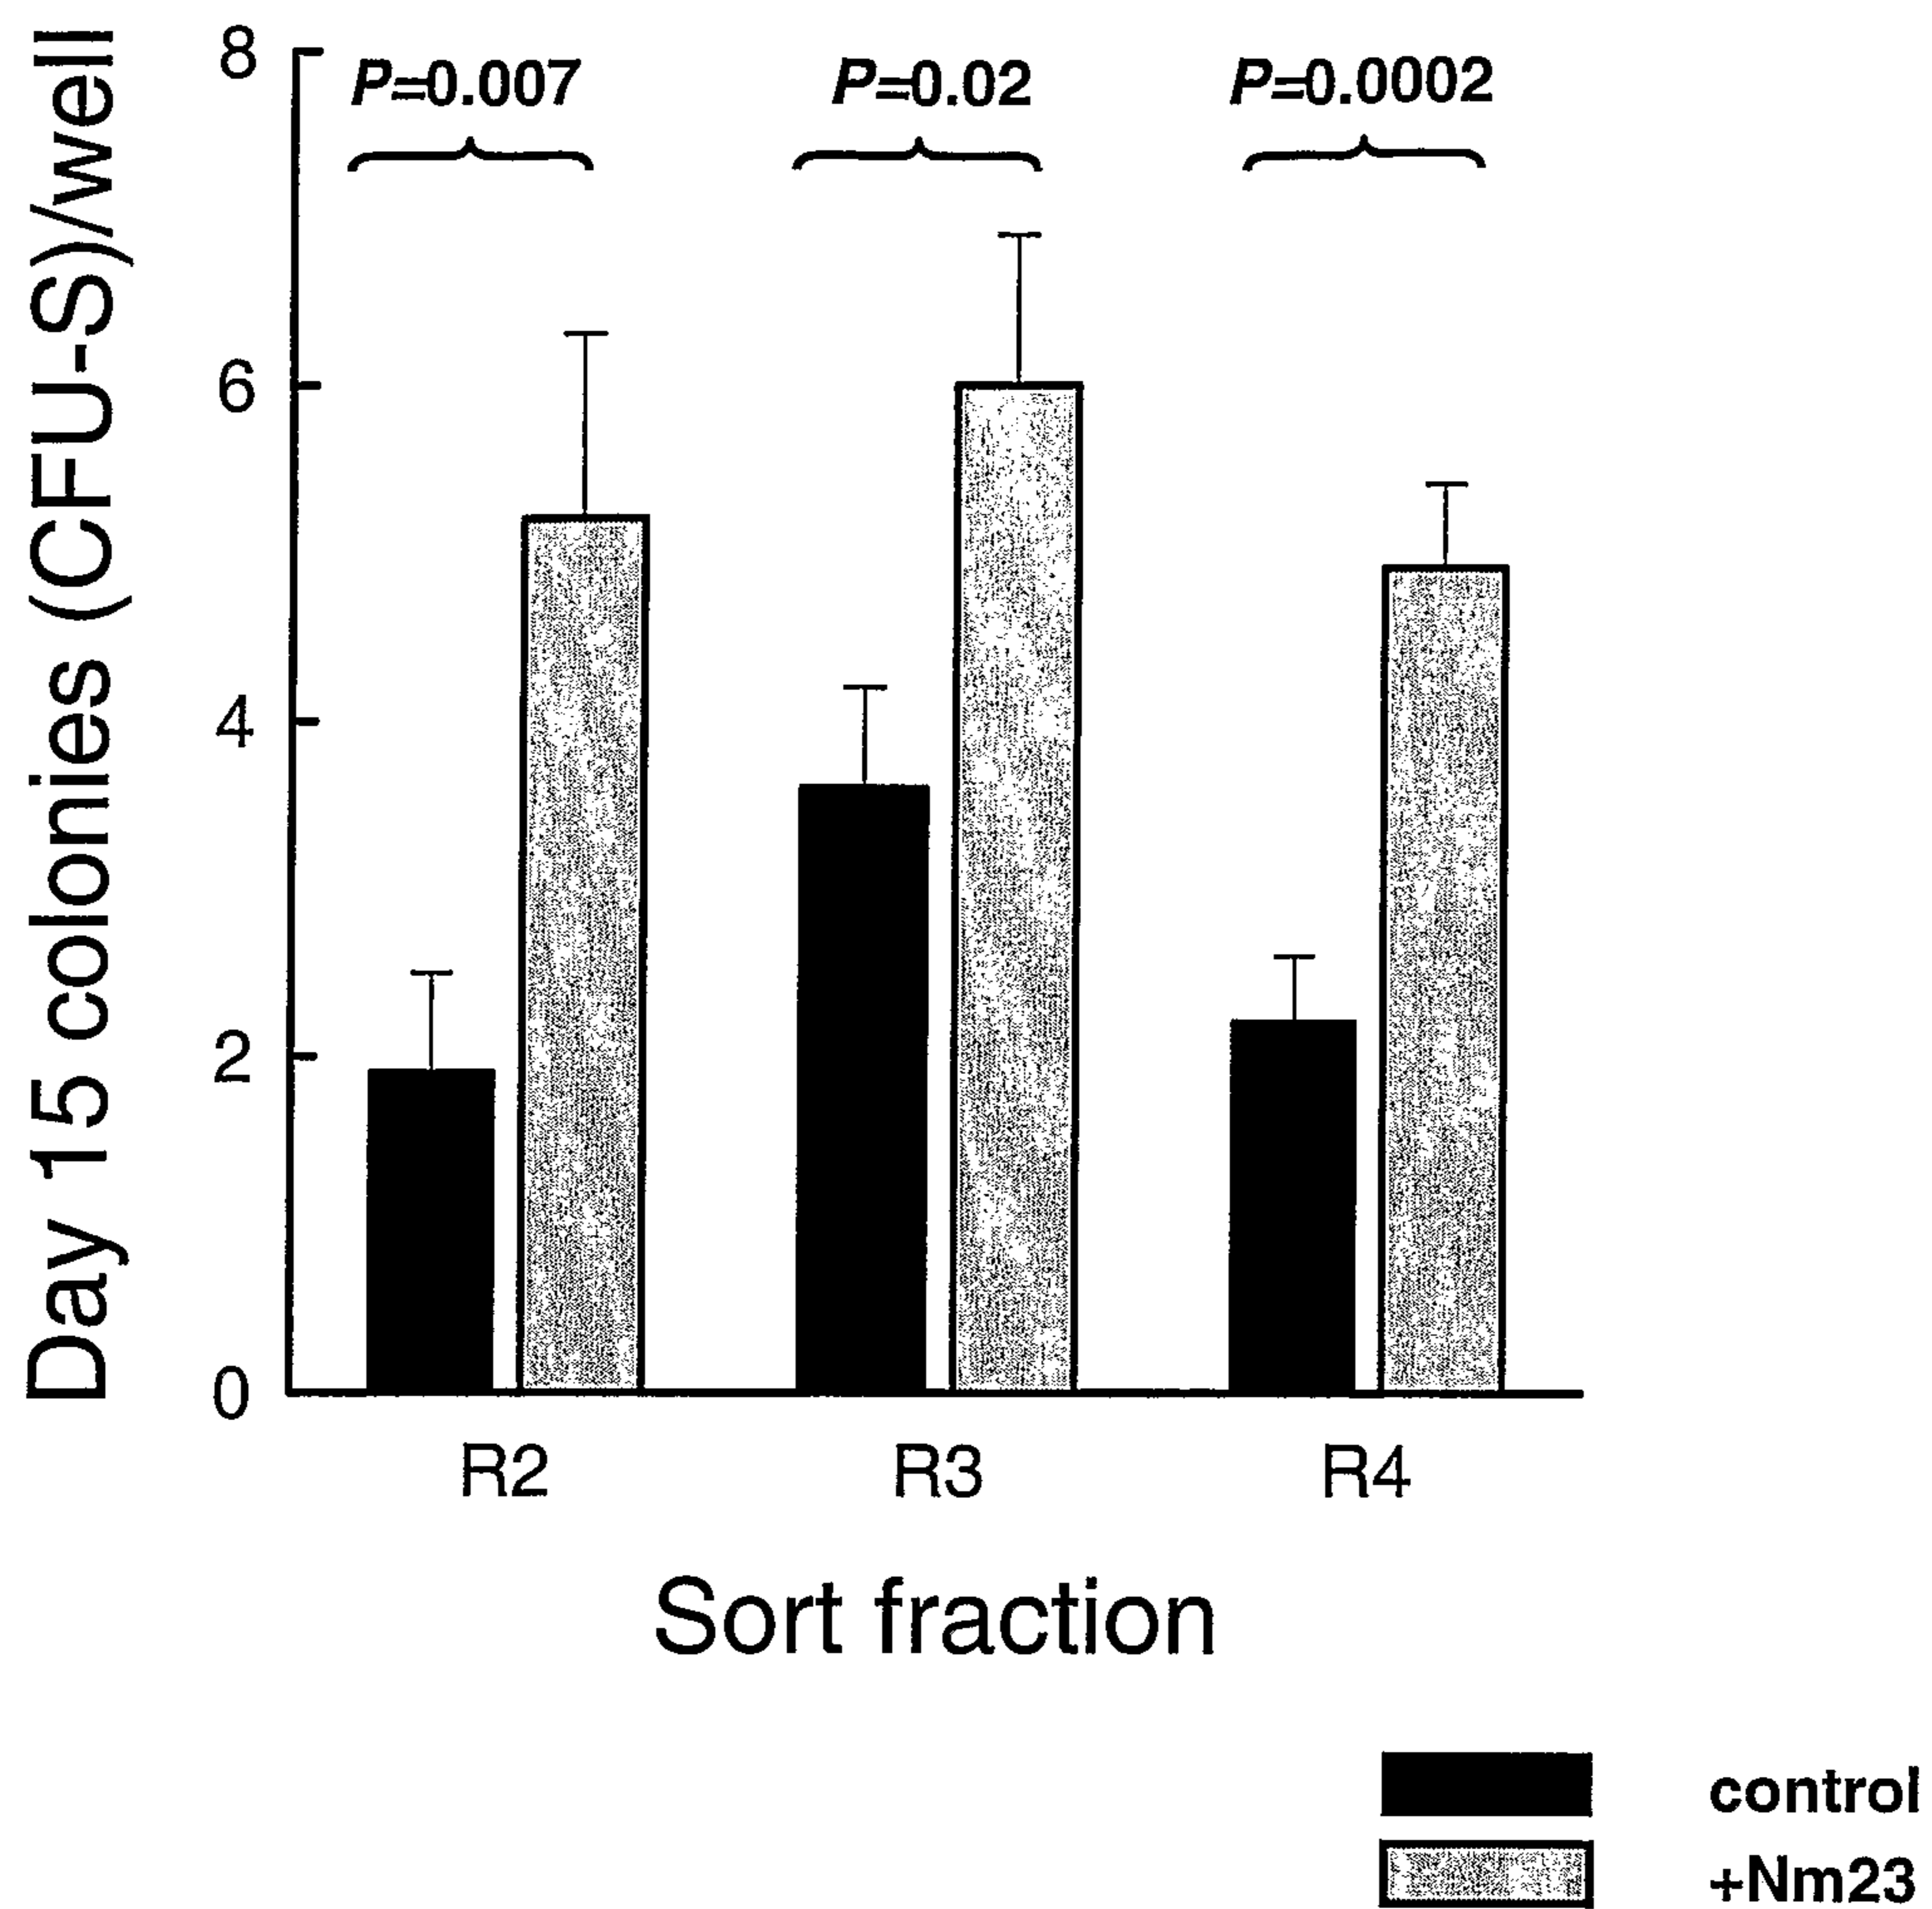 Day 15 colonies (CFU-S)/well
8
6
4
2
0
P=0.007
P=0.02
P=0.0002
R2
R3
R4
Sort fraction
control
+Nm23